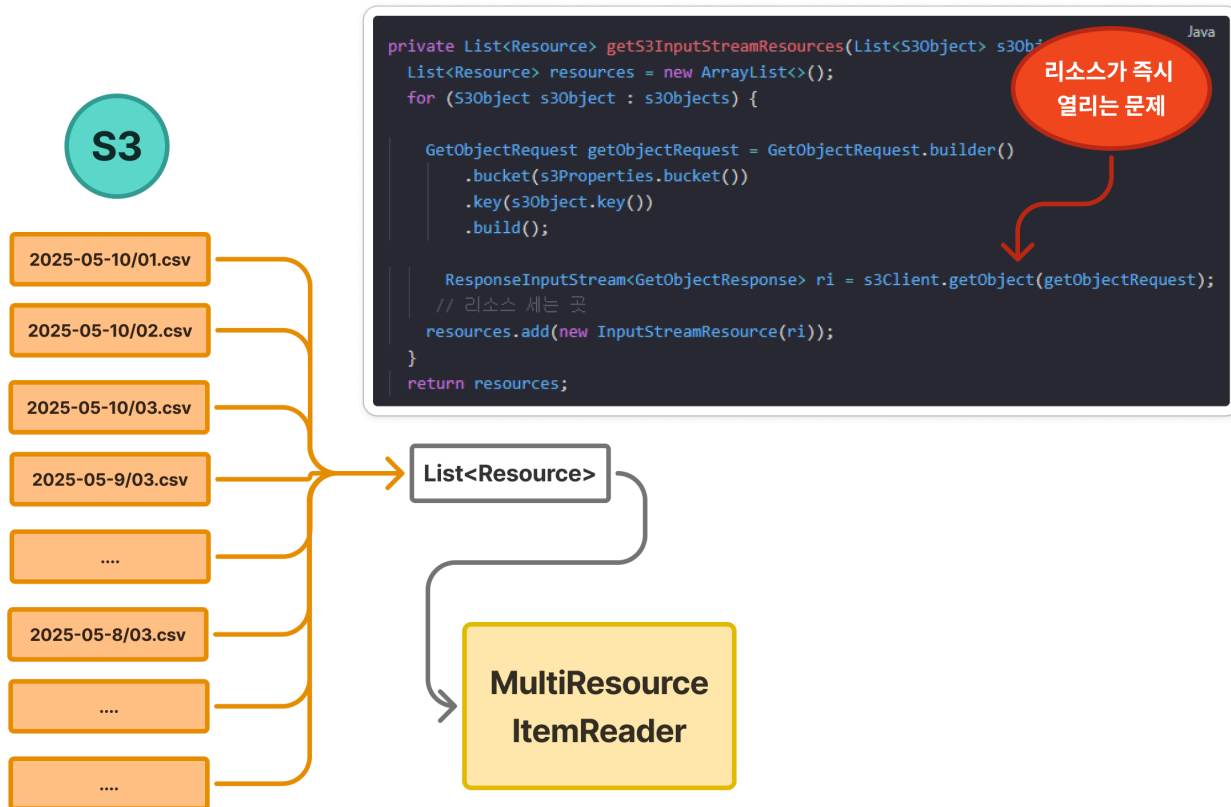 Java
private List<Resource> getS3InputStreamResources(List<S3Object> s3Obj
List<Resource> resources = new ArrayList<>();
for (S3Object s3Object : s3Objects) {
GetObjectRequest getObjectRequest = GetObjectRequest.builder()
.bucket(s3Properties.bucket())
.key(s3Object.key())
.build();
ResponseInputStream<GetObjectResponse> ri = s3Client.getObject(getObjectRequest);
// 리소스 세는 곳
resources.add(new InputStreamResource(ri));
}
return resources;
리소스가 즉시
열리는 문제
S3
2025-05-10/01.csv
2025-05-10/02.csv
2025-05-10/03.csv
2025-05-9/03.csv
....
2025-05-8/03.csv
....
....
List<Resource>
MultiResource
ItemReader